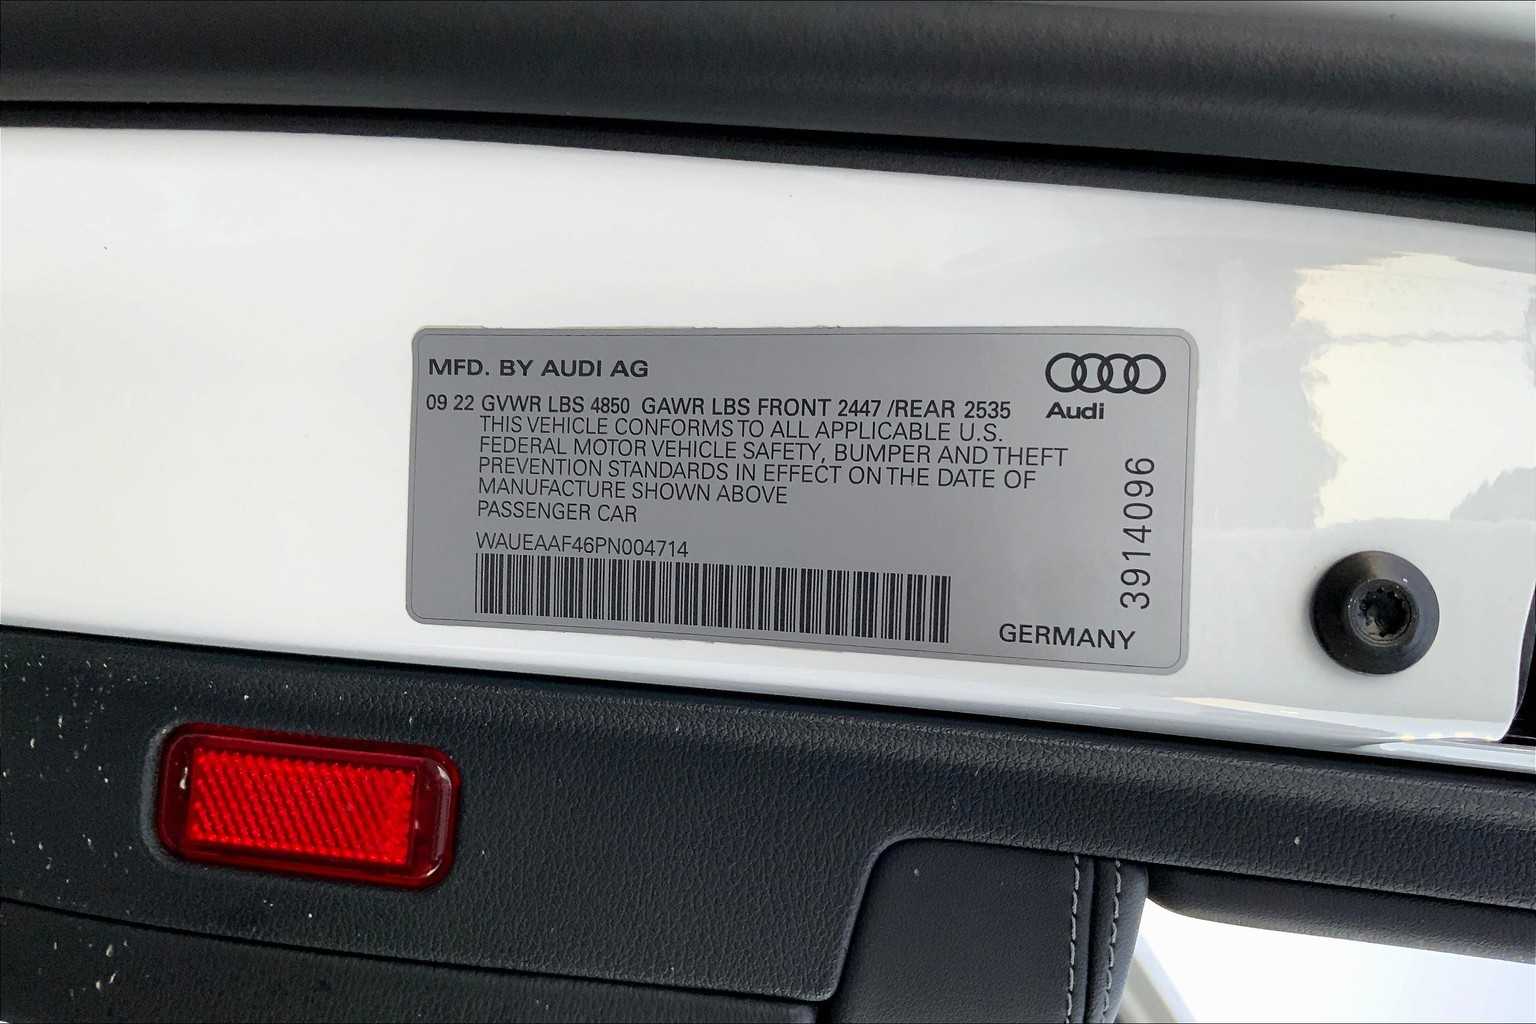 MFD. BY AUDI AG
Audi
09 22 GVWR LBS 4850 GAWR LBS FRONT 2447 /REAR 2535
THIS VEHICLE CONFORMS TO ALL APPLICABLE U.S.
FEDERAL MOTOR VEHICLE SAFETY, BUMPER AND THEFT
PREVENTION STANDARDS IN EFFECT ON THE DATE OF
MANUFACTURE SHOWN ABOVE
PASSENGER CAR
WAUEAAF46PN004714
3914096
GERMANY